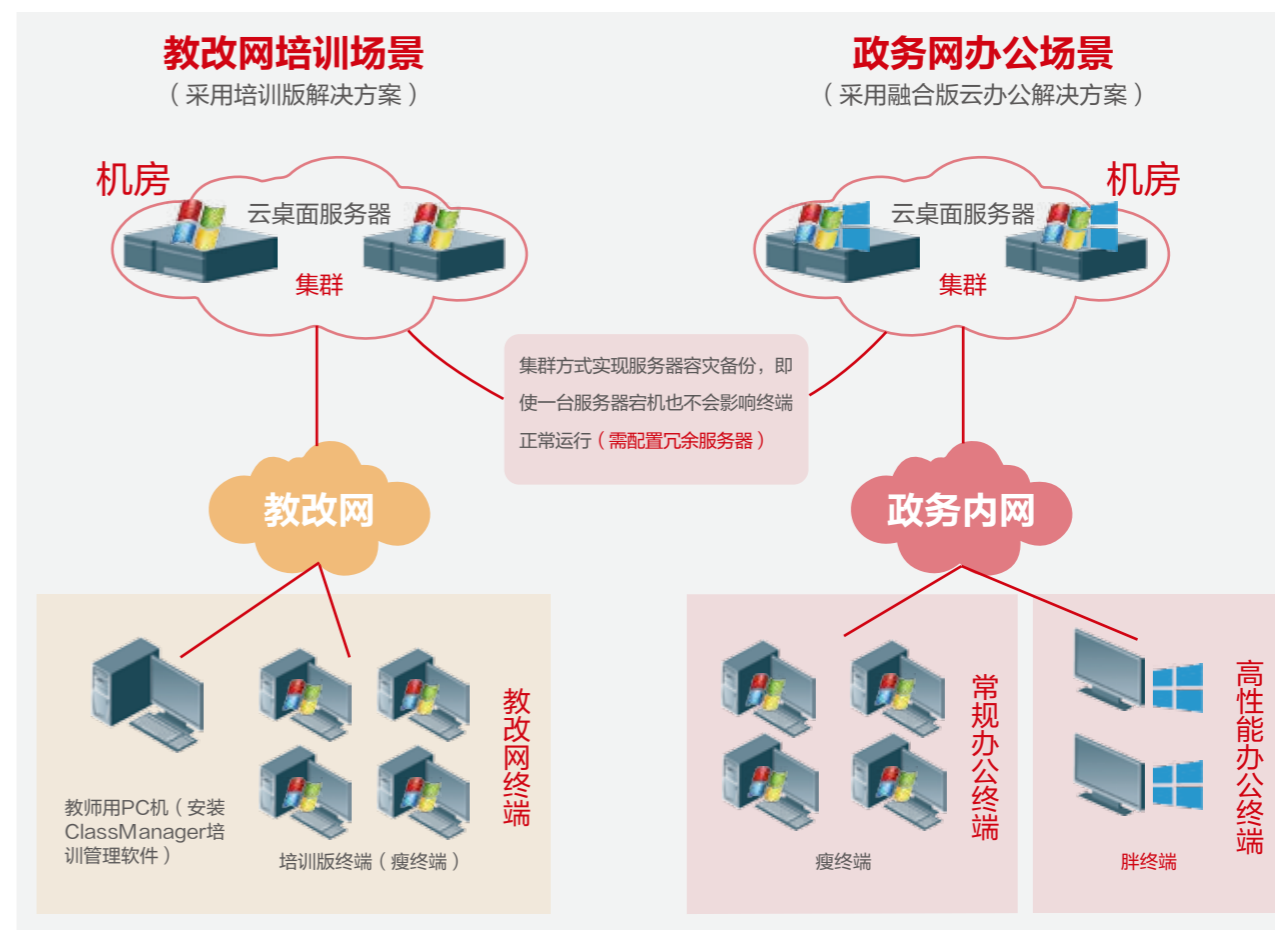 教改网培训场景
（采用培训版解决方案）
机房
云桌面服务器
集群
政务网办公场景
（采用融合版云办公解决方案）
机房
云桌面服务器
集群
集群方式实现服务器容灾备份，即
使一台服务器宕机也不会影响终端
正常运行（需配置冗余服务器）
教改网
政务内网
教师用PC机（安装
ClassManager培
训管理软件）
培训版终端（瘦终端）
教改网终端
瘦终端
常规办公终端
胖终端
高性能办公终端